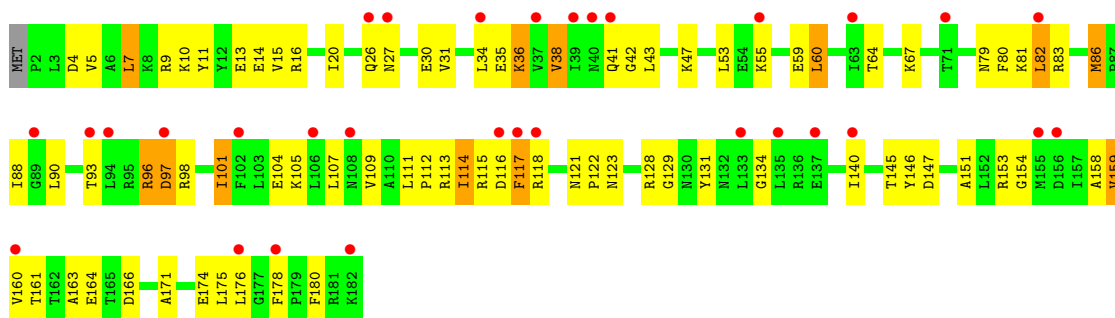 MET P2 L3 D4 V5 A6 L7 K8 R9 K10 Y11 Y12 E13 E14 V15 R16 I20 Q26 N27 E30 V31 L34 E35 K36 V37 V38 I39 N40 Q41 G42 L43 K47 L53 E54 K55 E59 L60 I63 T64 K67 T71 N79 F80 K81 L82 R83 M86 P87
I88 G89 L90 T93 L94 R95 R96 D97 R98 I101 F102 L103 E104 K105 L106 L107 N108 V109 A110 L111 P112 R113 I114 R115 D116 F117 R118 N121 P122 N123 R128 G129 N130 Y131 N132 L133 G134 L135 R136 E137 I140 T145 Y146 D147 A151 L152 R153 G154 M155 D156 I157 A158 V159
V160 T161 T162 A163 E164 T165 D166 A171 E174 L175 L176 G177 F178 P179 F180 R181 K182